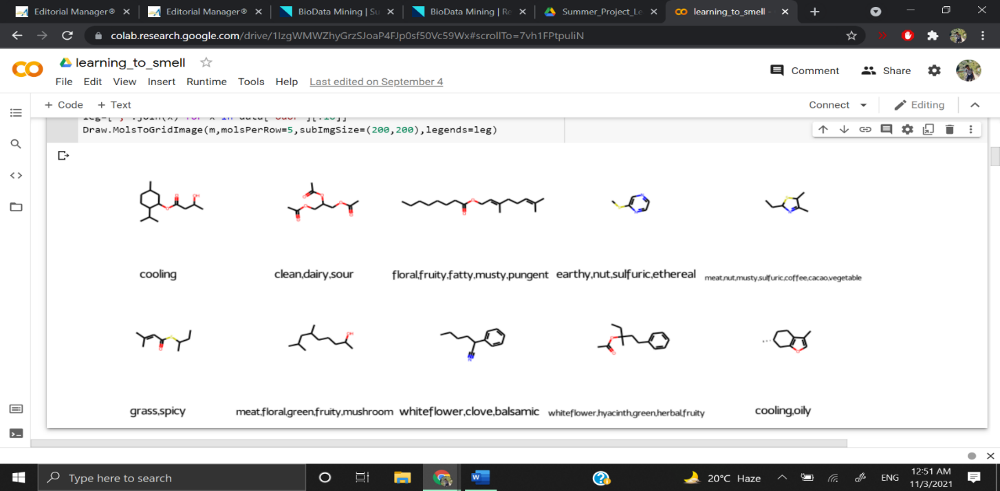 Editorial Manager® Editorial Manager® BioData Mining | Su BioData Mining | Re Summer_Project_Le learning_to_smell -
colab.research.google.com/drive/1IzgWMWZhyGrzSJoaP4FJp0sf50Vc59Wx#scrollTo=7vh1FPtpuliN
learning_to_smell
Comment Share
File Edit View Insert Runtime Tools Help Last edited on September 4
+ Code + Text Connect Editing
Draw.MolsToGridImage(m,molsPerRow=5,subImgSize=(200,200),legends=leg)
OH
cooling clean,dairy,sour floral,fruity,fatty,musty,pungent earthy,nut,sulfuric,ethereal meat,nut,musty,sulfuric,coffee,cacao,vegetable
OH
grass,spicy meat,floral,green,fruity,mushroom whiteflower,clove,balsamic whiteflower,hyacinth,green,herbal,fruity cooling,oily
Type here to search 20°C Haze ENG 12:51 AM
11/3/2021